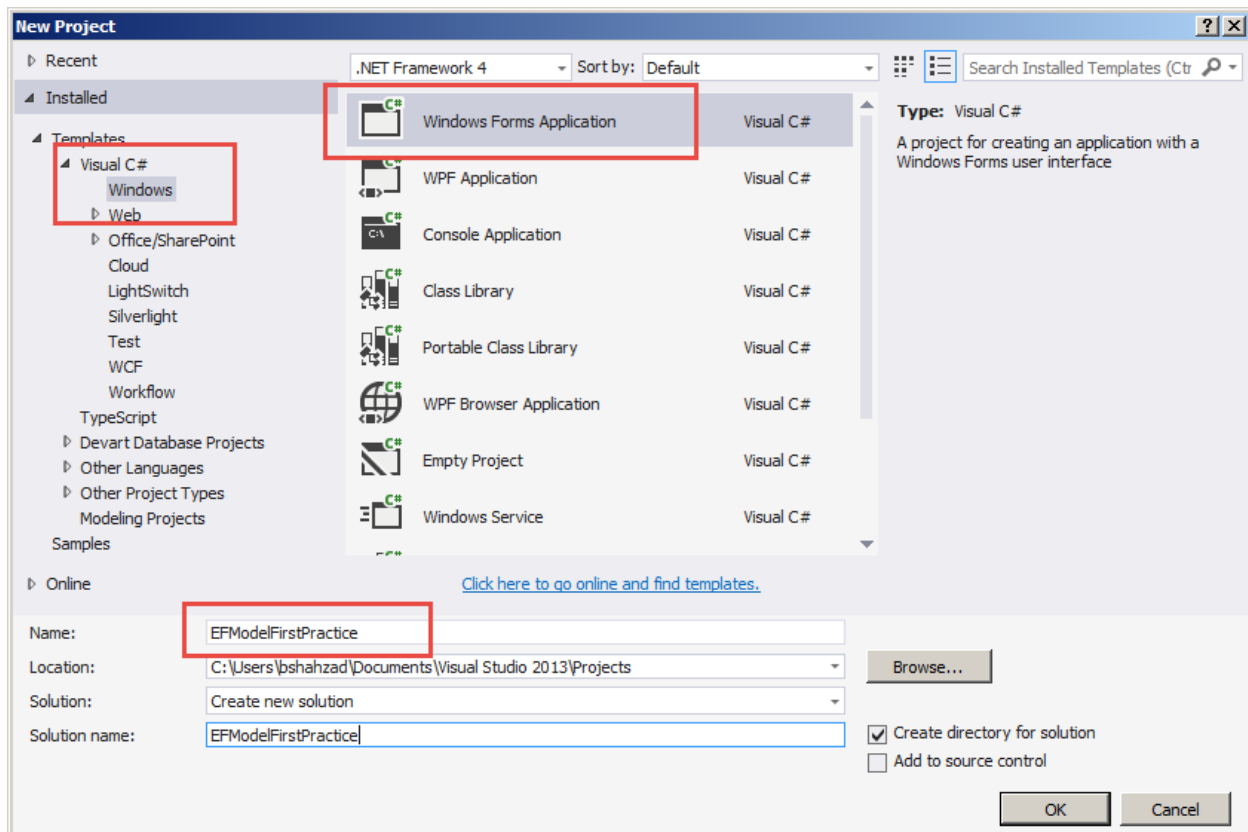 New Project
Recent
Installed
Templates
Visual C#
Windows
Web
Office/SharePoint
Cloud
LightSwitch
Silverlight
Test
WCF
Workflow
TypeScript
Devart Database Projects
Other Languages
Other Project Types
Modeling Projects
Samples
Online
.NET Framework 4 Sort by: Default
C# Windows Forms Application Visual C#
C# WPF Application Visual C#
C# C:\ Console Application Visual C#
C# Class Library Visual C#
C# Portable Class Library Visual C#
C# WPF Browser Application Visual C#
C# Empty Project Visual C#
C# Windows Service Visual C#
C#
Click here to go online and find templates.
Search Installed Templates (Ctr
Type: Visual C#
A project for creating an application with a
Windows Forms user interface
Name: EFModelFirstPractice
Location: C:\Users\bshahzad\Documents\Visual Studio 2013\Projects Browse...
Solution: Create new solution
Solution name: EFModelFirstPractice
Create directory for solution
Add to source control
OK Cancel